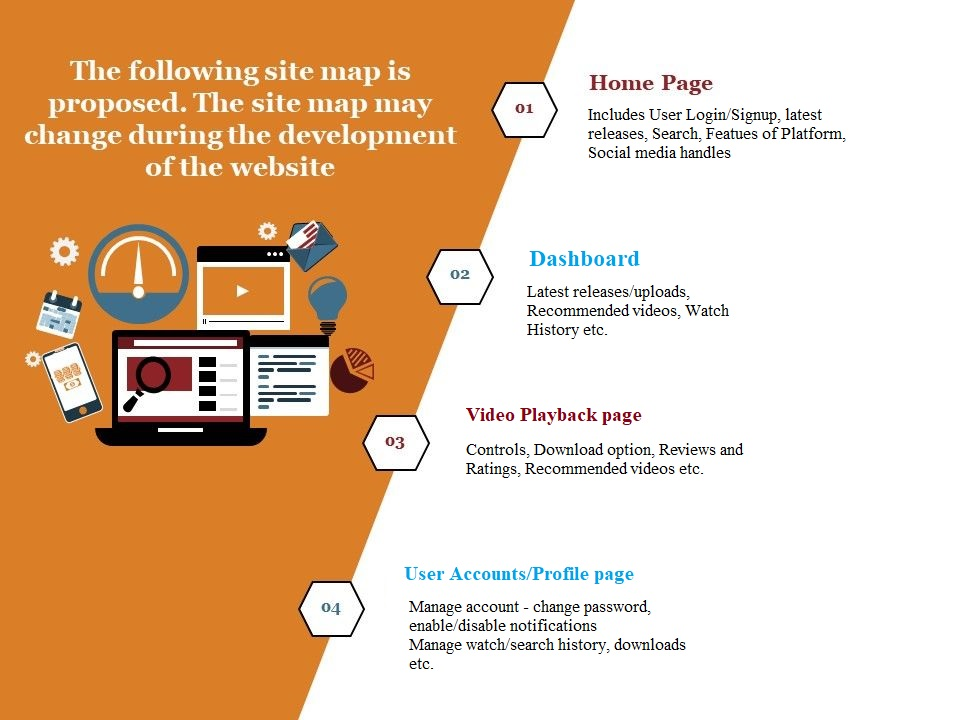 The following site map is
proposed. The site map may
change during the development
of the website
01
Home Page
Includes User Login/Signup, latest
releases, Search, Featues of Platform,
Social media handles
02
Dashboard
Latest releases/uploads,
Recommended videos, Watch
History etc.
03
Video Playback page
Controls, Download option, Reviews and
Ratings, Recommended videos etc.
04
User Accounts/Profile page
Manage account - change password,
enable/disable notifications
Manage watch/search history, downloads
etc.